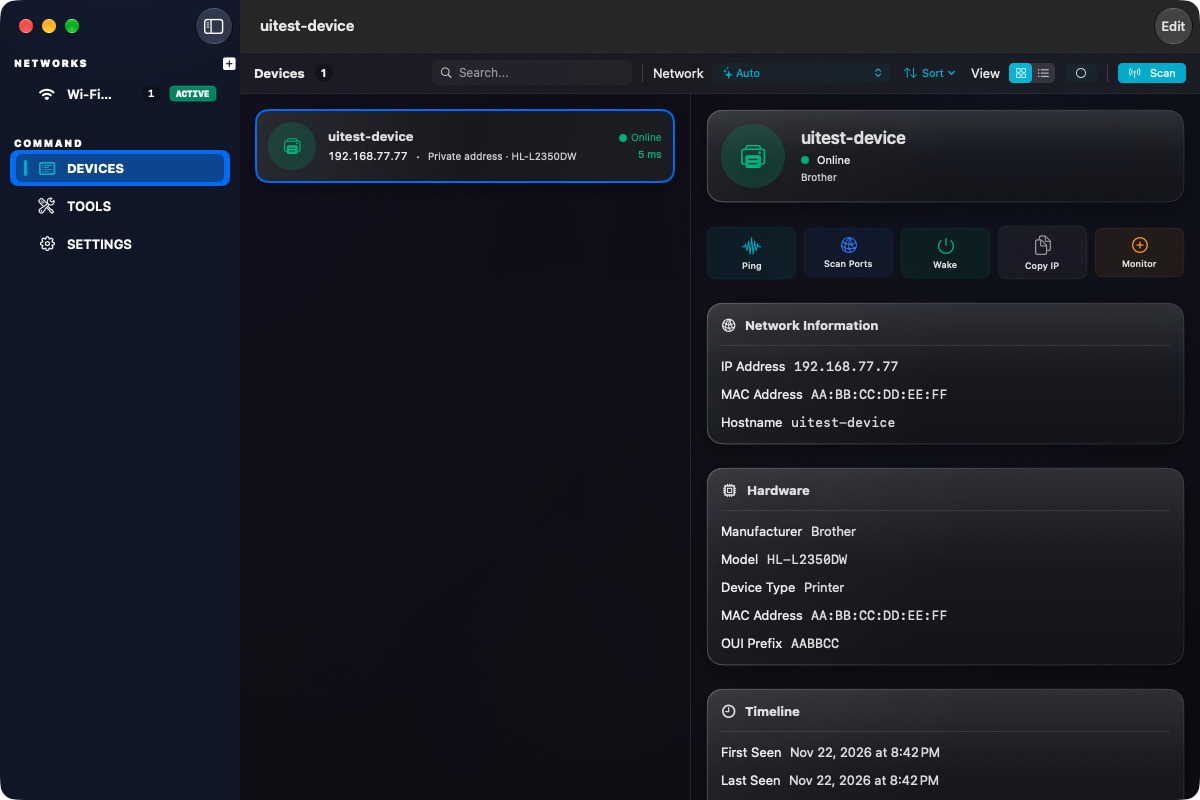 uitest-device
Edit
NETWORKS
Wi-Fi...
1
ACTIVE
COMMAND
DEVICES
TOOLS
SETTINGS
Devices 1
Search...
Network
Auto
Sort
View
Scan
uitest-device
192.168.77.77 · Private address · HL-L2350DW
Online
5 ms
uitest-device
Online
Brother
Ping
Scan Ports
Wake
Copy IP
Monitor
Network Information
IP Address 192.168.77.77
MAC Address AA:BB:CC:DD:EE:FF
Hostname uitest-device
Hardware
Manufacturer Brother
Model HL-L2350DW
Device Type Printer
MAC Address AA:BB:CC:DD:EE:FF
OUI Prefix AABBCC
Timeline
First Seen Nov 22, 2026 at 8:42 PM
Last Seen Nov 22, 2026 at 8:42 PM